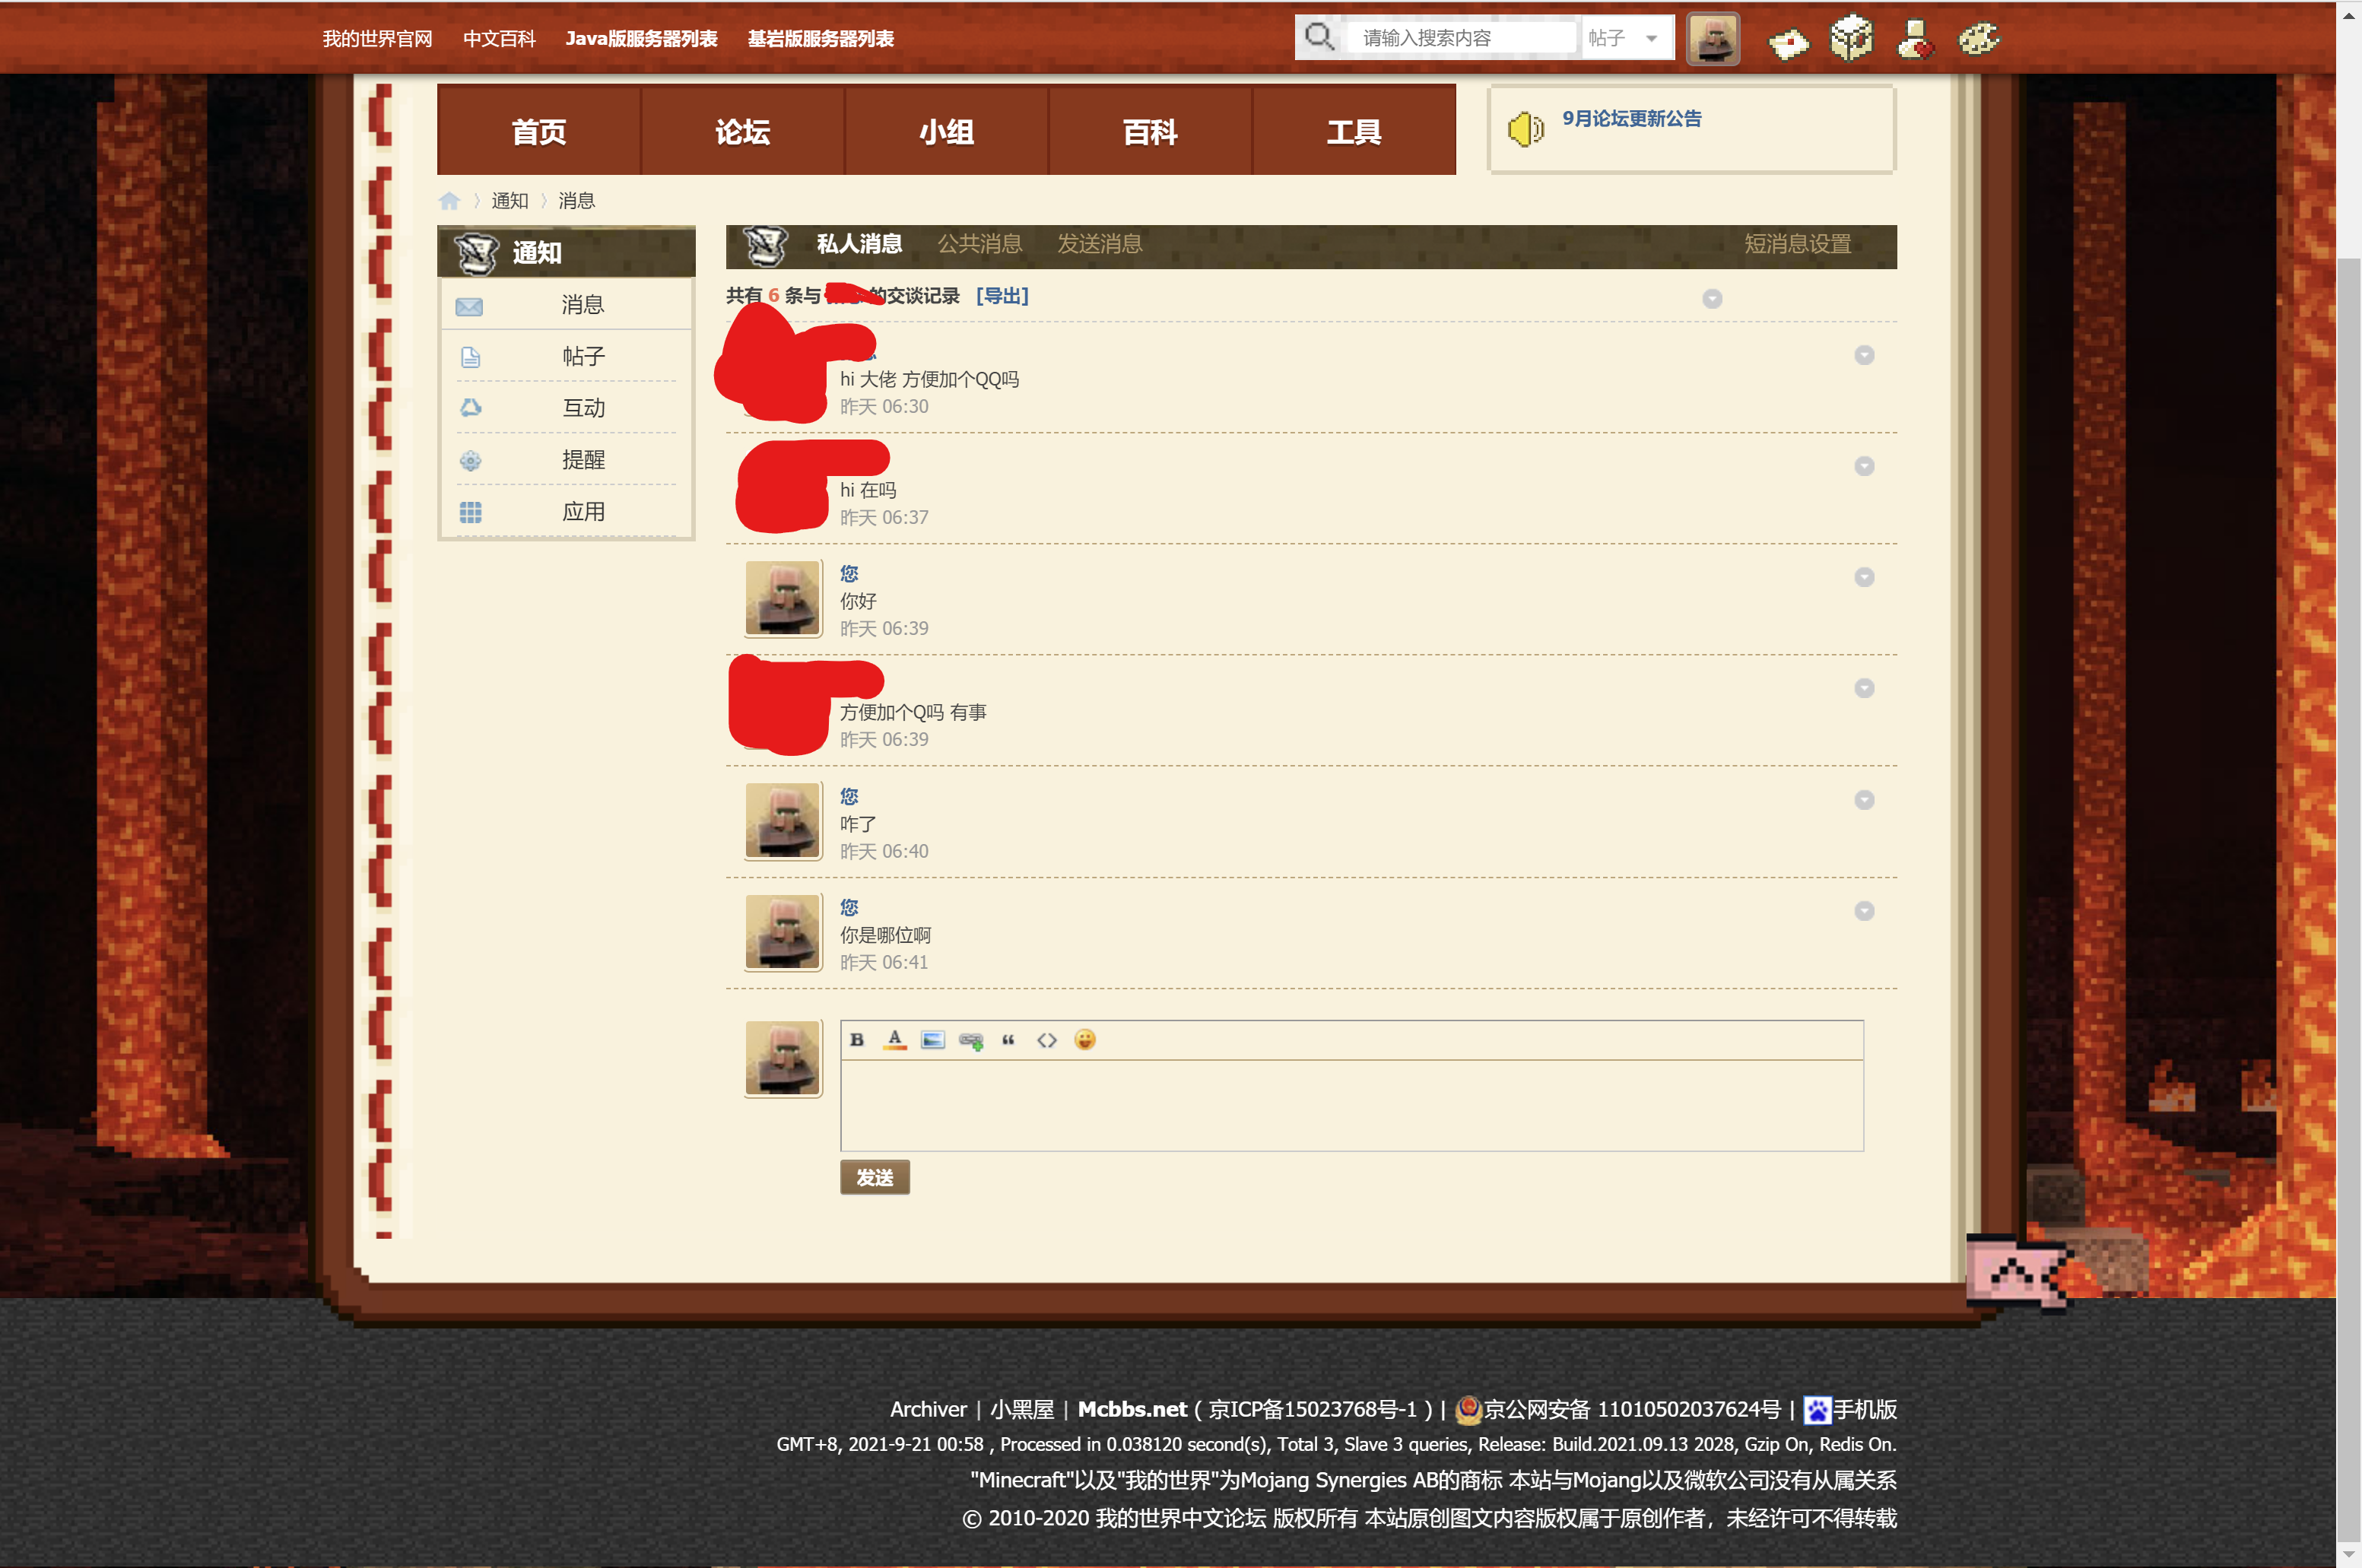 我的世界官网 中文百科 Java版服务器列表 基岩版服务器列表 请输入搜索内容 帖子
首页 论坛 小组 百科 工具
9月论坛更新公告
通知 消息
通知
消息
帖子
互动
提醒
应用
私人消息 公共消息 发送消息 短消息设置
共有 6 条与 的交谈记录 [导出]
hi 大佬 方便加个QQ吗
昨天 06:30
hi 在吗
昨天 06:37
您
你好
昨天 06:39
方便加个Q吗 有事
昨天 06:39
您
咋了
昨天 06:40
您
你是哪位啊
昨天 06:41
B A
发送
Archiver | 小黑屋 | Mcbbs.net ( 京ICP备15023768号-1 ) | 京公网安备 11010502037624号 | 手机版
GMT+8, 2021-9-21 00:58 , Processed in 0.038120 second(s), Total 3, Slave 3 queries, Release: Build.2021.09.13 2028, Gzip On, Redis On.
"Minecraft"以及"我的世界"为Mojang Synergies AB的商标 本站与Mojang以及微软公司没有从属关系
© 2010-2020 我的世界中文论坛 版权所有 本站原创图文内容版权属于原创作者，未经许可不得转载